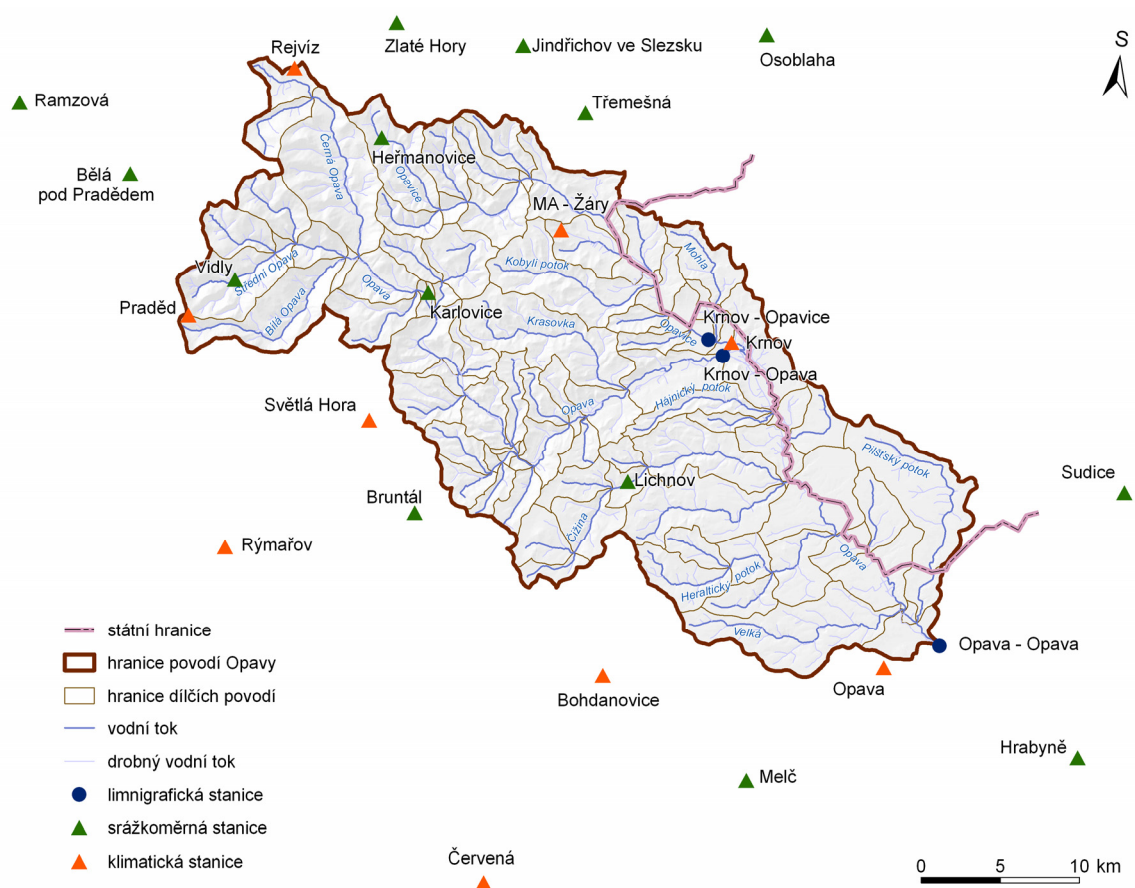 Zlaté Hory
Jindřichov ve Slezsku
Osoblaha
S
Rejvíz
Ramzová
Třemešná
Černá Opava
Heřmanovice
Opavice
Bělá
pod Pradědem
MA - Žáry
Mohla
Vidly
Střední Opava
Kobylí potok
Opava
Praděd
Bílá Opava
Karlovice
Krasovka
Opavice
Krnov - Opavice
Krnov
Krnov - Opava
Hájnický potok
Světlá Hora
Opava
Pilšťský potok
Sudice
Lichnov
Bruntál
Čižina
Rýmařov
Opava
Heraltický potok
Velká
Opava - Opava
Opava
Bohdanovice
Hrabyně
Melč
Červená
státní hranice
hranice povodí Opavy
hranice dílčích povodí
vodní tok
drobný vodní tok
limnigrafická stanice
srážkoměrná stanice
klimatická stanice
0 5 10 km